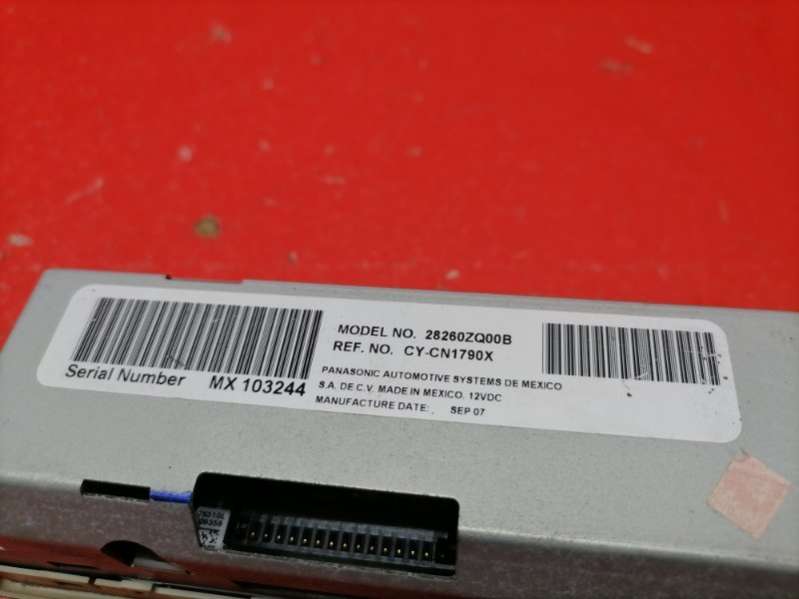 MODEL NO. 28260ZQ00B
REF. NO. CY-CN1790X
Serial Number MX 103244
PANASONIC AUTOMOTIVE SYSTEMS DE MEXICO
S.A. DE C.V. MADE IN MEXICO. 12VDC
MANUFACTURE DATE: SEP 07